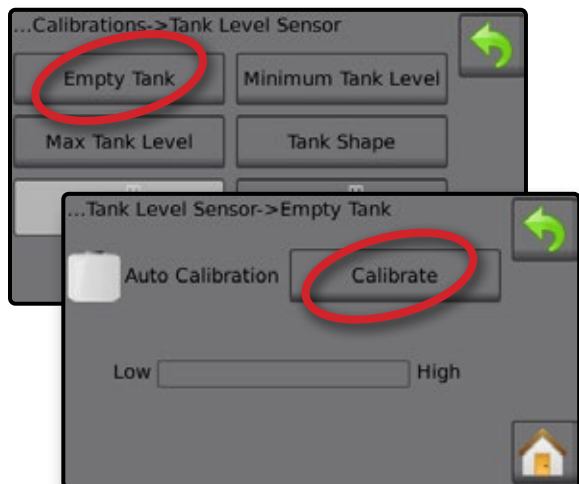 ...Calibrations->Tank Level Sensor
Empty Tank
Minimum Tank Level
Max Tank Level
Tank Shape
...Tank Level Sensor->Empty Tank
Auto Calibration
Calibrate
Low
High